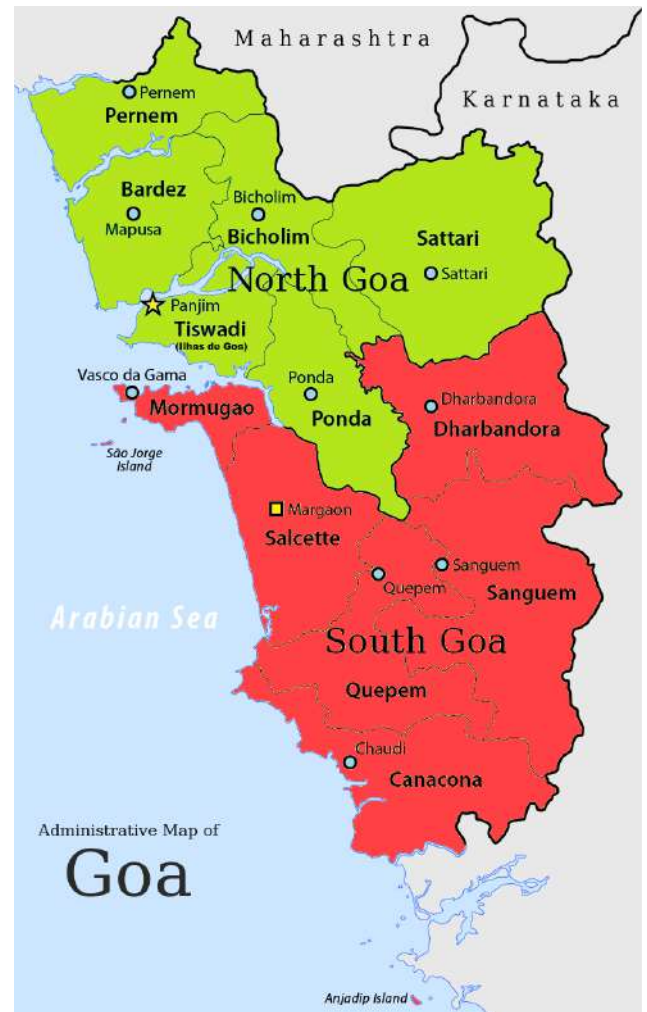 Maharashtra
Karnataka
Pernem
Pernem
Bardez
Mapusa
Bicholim
Bicholim
Sattari
Sattari
North Goa
Panjim
Tiswadi
(Ilhas de Goa)
Vasco da Gama
Mormugao
Ponda
Ponda
Dharbandora
Dharbandora
São Jorge
Island
Margaon
Salcette
Sanguem
Sanguem
Quepem
Arabian Sea
South Goa
Quepem
Chaudi
Canacona
Administrative Map of
Goa
Anjadip Island